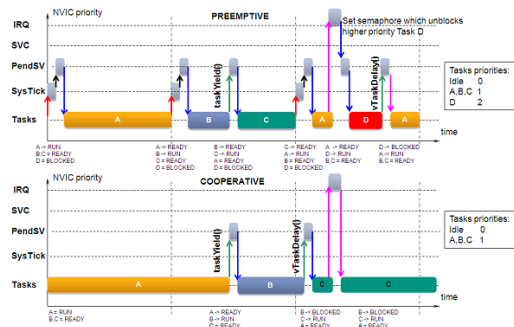 NVIC priority
PREEMPTIVE
IRQ
SVC
PendSV
SysTick
Tasks
Set semaphore which unblocks
higher priority Task D
taskYield()
vTaskDelay()
Tasks priorities:
Idle 0
A,B,C 1
D 2
A B C A D A
time
A -> RUN
B,C = READY
D = BLOCKED
A -> READY
B -> RUN
C = READY
D = BLOCKED
B -> READY
C -> RUN
A = READY
D = BLOCKED
C -> READY
A -> RUN
B = READY
D = BLOCKED
A -> READY
D -> RUN
B,C = READY
D -> BLOCKED
A -> RUN
B,C = READY
NVIC priority
COOPERATIVE
IRQ
SVC
PendSV
SysTick
Tasks
taskYield()
vTaskDelay()
Tasks priorities:
Idle 0
A,B,C 1
A B C C
time
A = RUN
B,C = READY
A -> READY
B -> RUN
C = READY
B -> BLOCKED
C -> RUN
A = READY
B -> BLOCKED
C -> RUN
A = READY